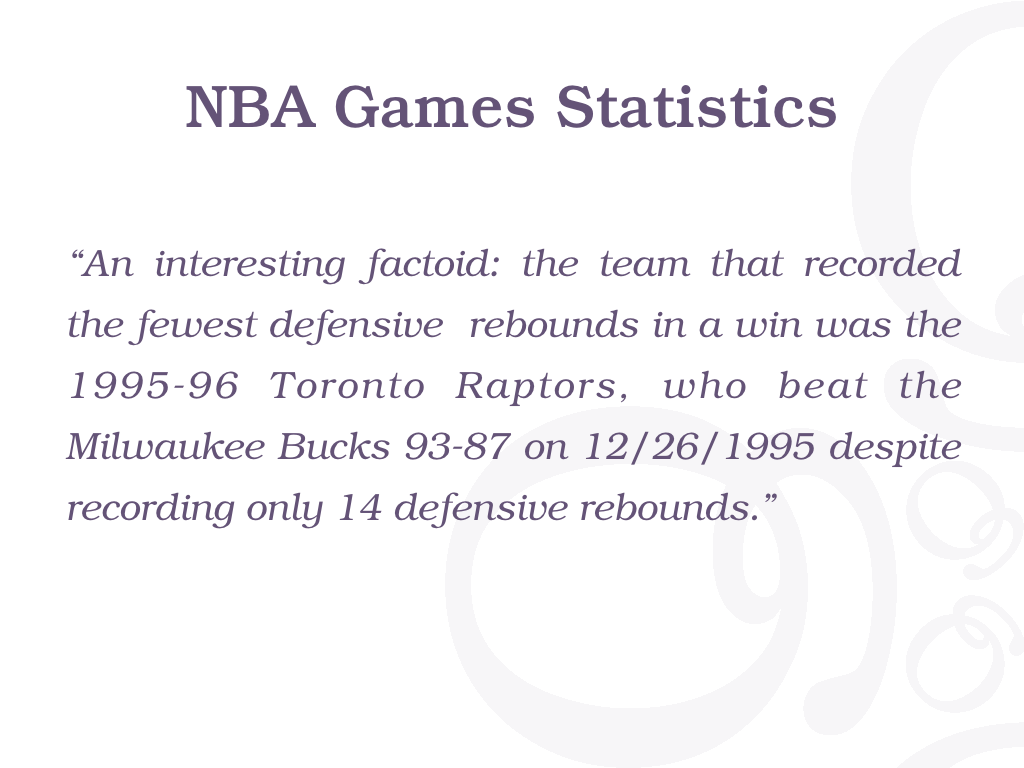 NBA Games Statistics
“An interesting factoid: the team that recorded
the fewest defensive  rebounds in a win was the
1995-96 Toronto Raptors, who beat the
Milwaukee Bucks 93-87 on 12/26/1995 despite
recording only 14 defensive rebounds.”